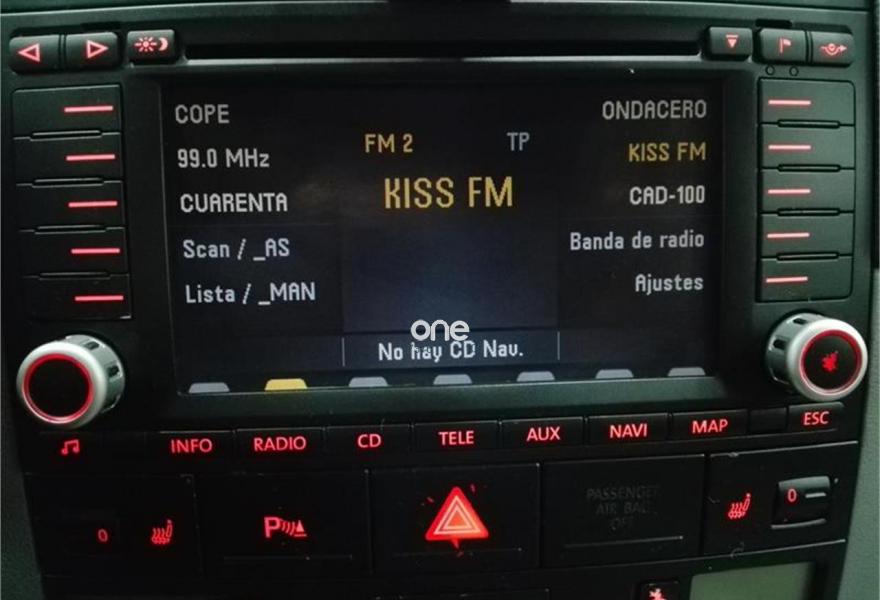 COPE
ONDACERO
FM 2
TP
99.0 MHz
KISS FM
KISS FM
CUARENTA
CAD-100
Scan / _AS
Banda de radio
Lista / _MAN
Ajustes
one
No hay CD Nav.
INFO
RADIO
CD
TELE
AUX
NAVI
MAP
ESC
0
P
PASSENGER
AIR BAG
OFF
0